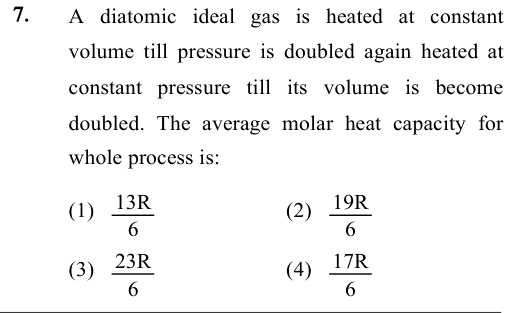 7. A diatomic ideal gas is heated at constant
volume till pressure is doubled again heated at
constant pressure till its volume is become
doubled. The average molar heat capacity for
whole process is:
(1) 13R/6 (2) 19R/6
(3) 23R/6 (4) 17R/6